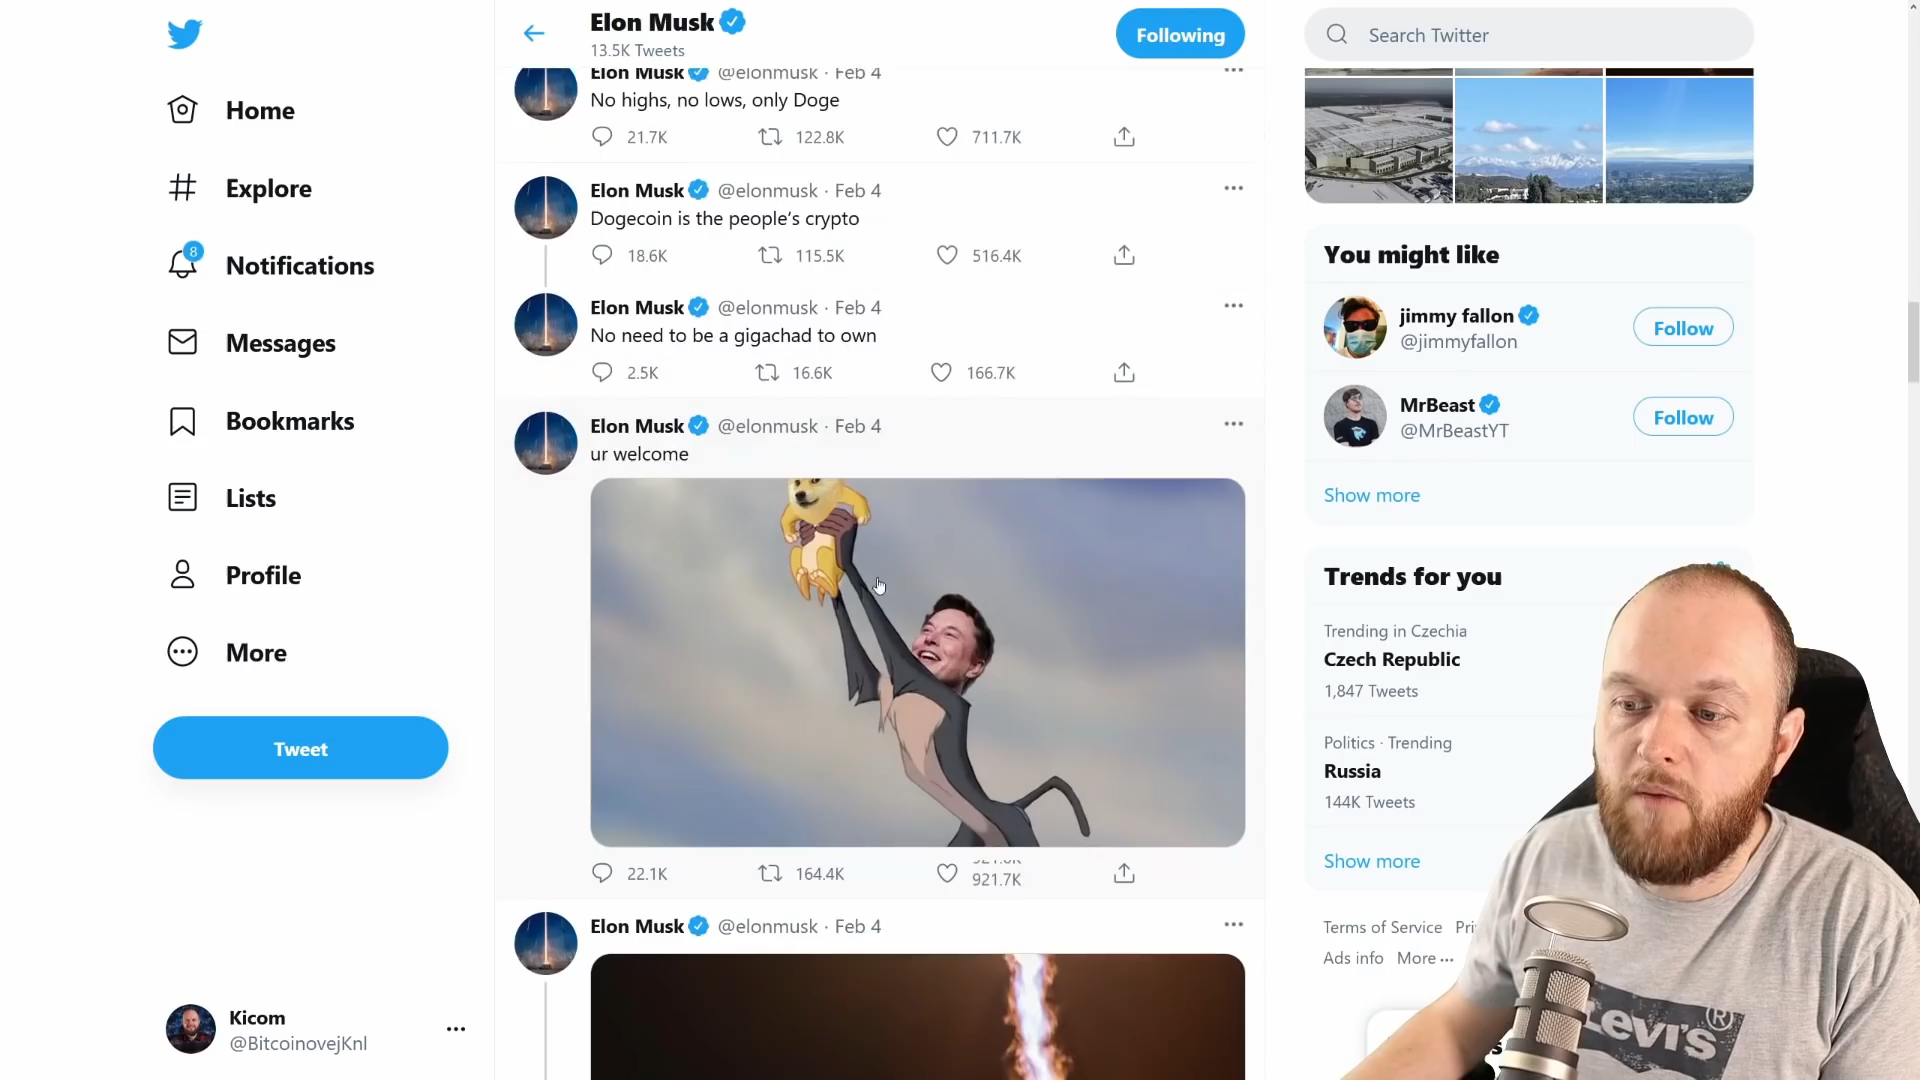 Home
Explore
8
Notifications
Messages
Bookmarks
Lists
Profile
More
Tweet
Kicom
@BitcoinovejKnl
Elon Musk
13.5K Tweets
Following
Elon Musk @elonmusk · Feb 4
No highs, no lows, only Doge
21.7K 122.8K 711.7K
Elon Musk @elonmusk · Feb 4
Dogecoin is the people’s crypto
18.6K 115.5K 516.4K
Elon Musk @elonmusk · Feb 4
No need to be a gigachad to own
2.5K 16.6K 166.7K
Elon Musk @elonmusk · Feb 4
ur welcome
22.1K 164.4K 921.7K
Elon Musk @elonmusk · Feb 4
Search Twitter
You might like
jimmy fallon
@jimmyfallon
Follow
MrBeast
@MrBeastYT
Follow
Show more
Trends for you
Trending in Czechia
Czech Republic
1,847 Tweets
Politics · Trending
Russia
144K Tweets
Show more
Terms of Service Pri
Ads info More
Levi's ®